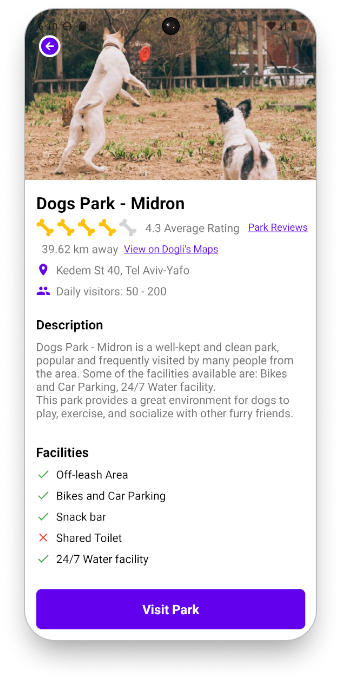 Dogs Park - Midron
4.3 Average Rating Park Reviews
39.62 km away View on Dogli's Maps
Kedem St 40, Tel Aviv-Yafo
Daily visitors: 50 - 200
Description
Dogs Park - Midron is a well-kept and clean park,
popular and frequently visited by many people from
the area. Some of the facilities available are: Bikes
and Car Parking, 24/7 Water facility.
This park provides a great environment for dogs to
play, exercise, and socialize with other furry friends.
Facilities
Off-leash Area
Bikes and Car Parking
Snack bar
Shared Toilet
24/7 Water facility
Visit Park